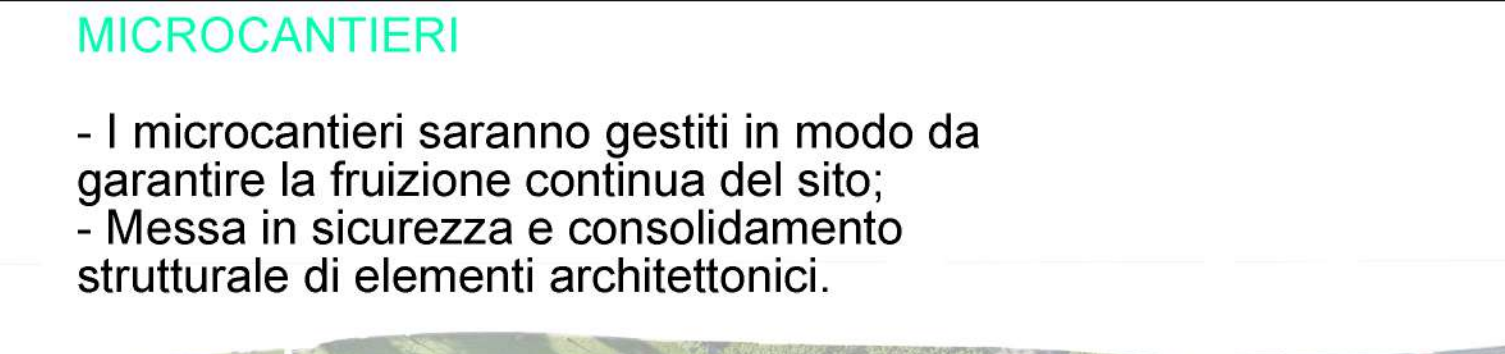 MICROCANTIERI
- I microcantieri saranno gestiti in modo da
garantire la fruizione continua del sito;
- Messa in sicurezza e consolidamento
strutturale di elementi architettonici.